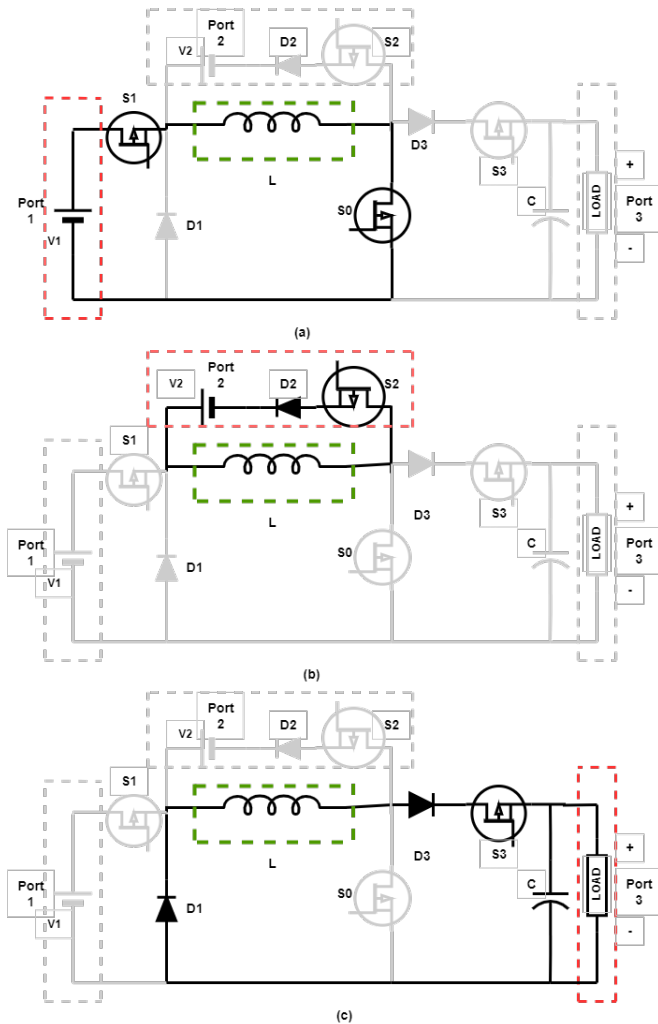 Port
2
V2
D2
S2
S1
L
D3
S3
S0
D1
C
LOAD
+
Port
3
-
Port
1
V1
(a)
Port
2
V2
D2
S2
S1
L
D3
S3
S0
D1
C
LOAD
+
Port
3
-
Port
1
V1
(b)
Port
2
V2
D2
S2
S1
L
D3
S3
S0
D1
C
LOAD
+
Port
3
-
Port
1
V1
(c)